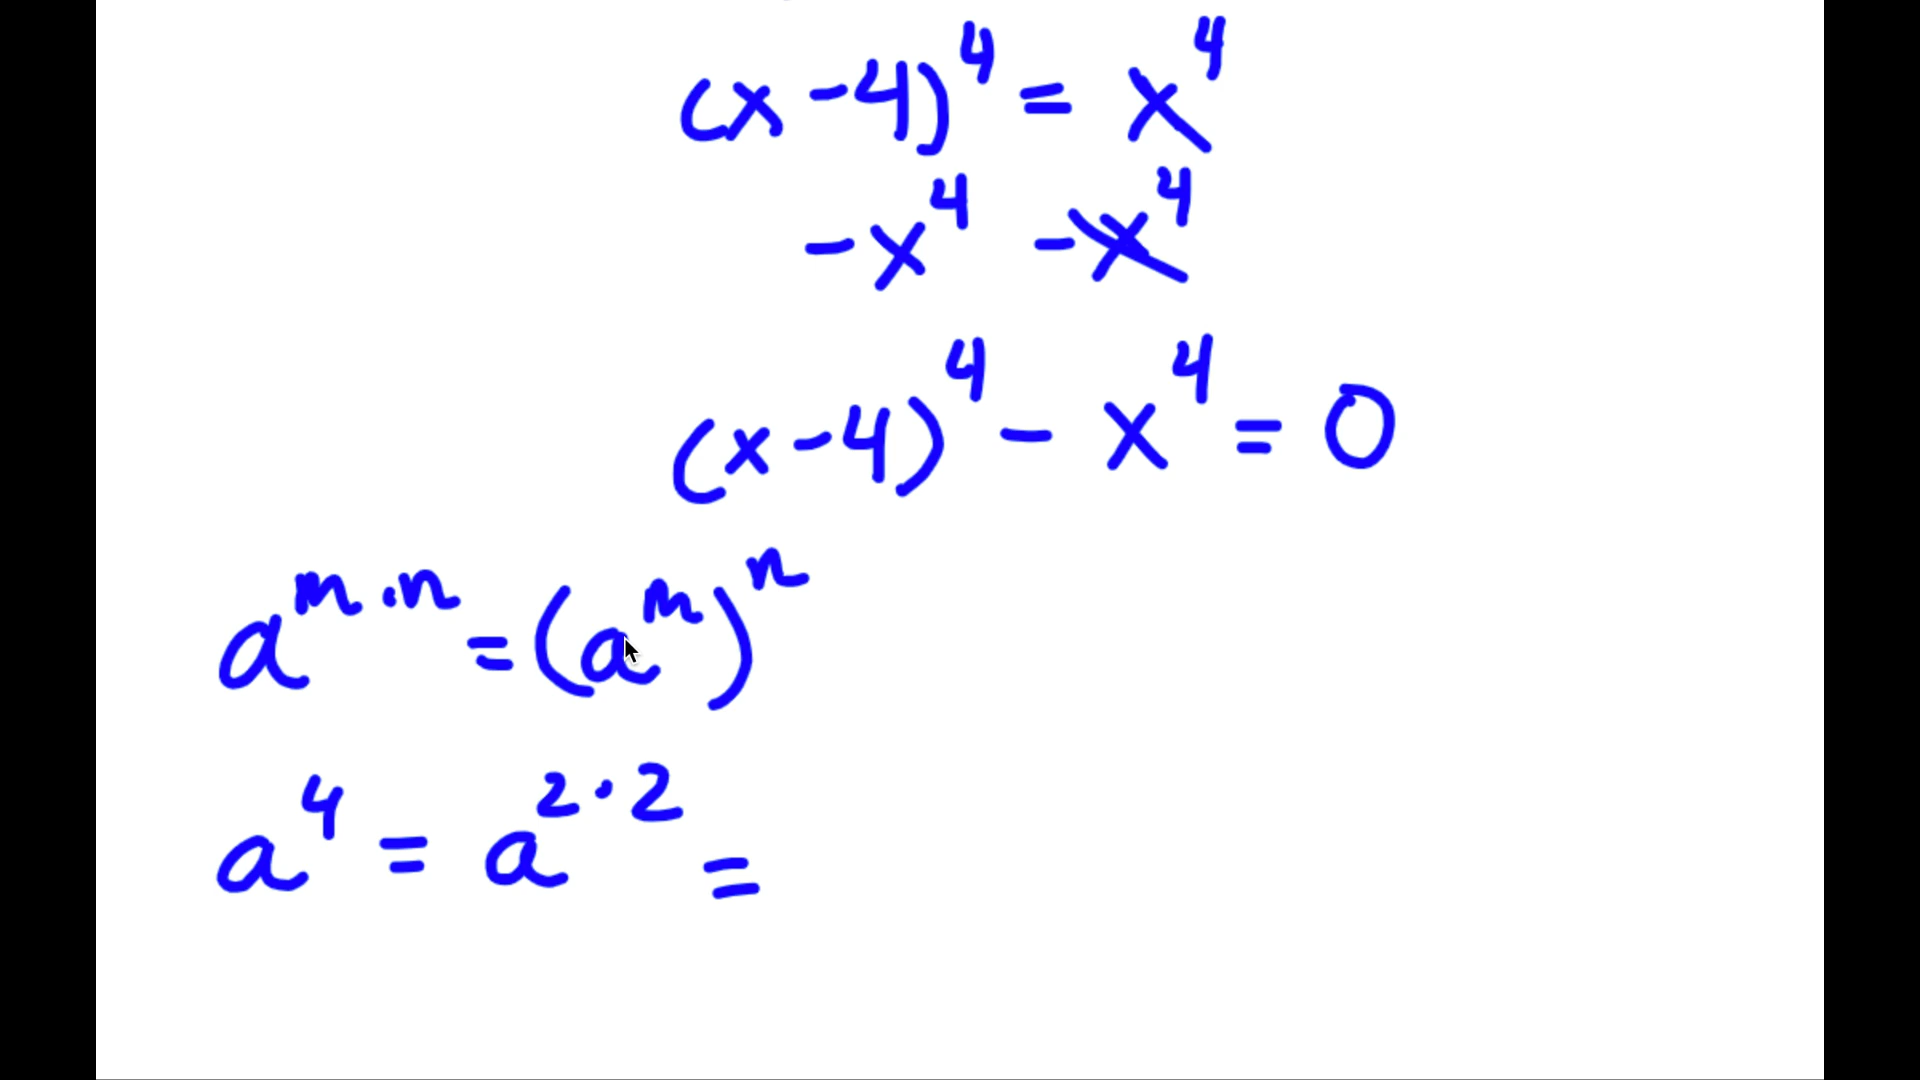 (x-4)⁴ = x⁴
-x⁴ -x⁴
(x-4)⁴ - x⁴ = 0
a^{m·n} = (a^m)^n
a⁴ = a^{2·2} =